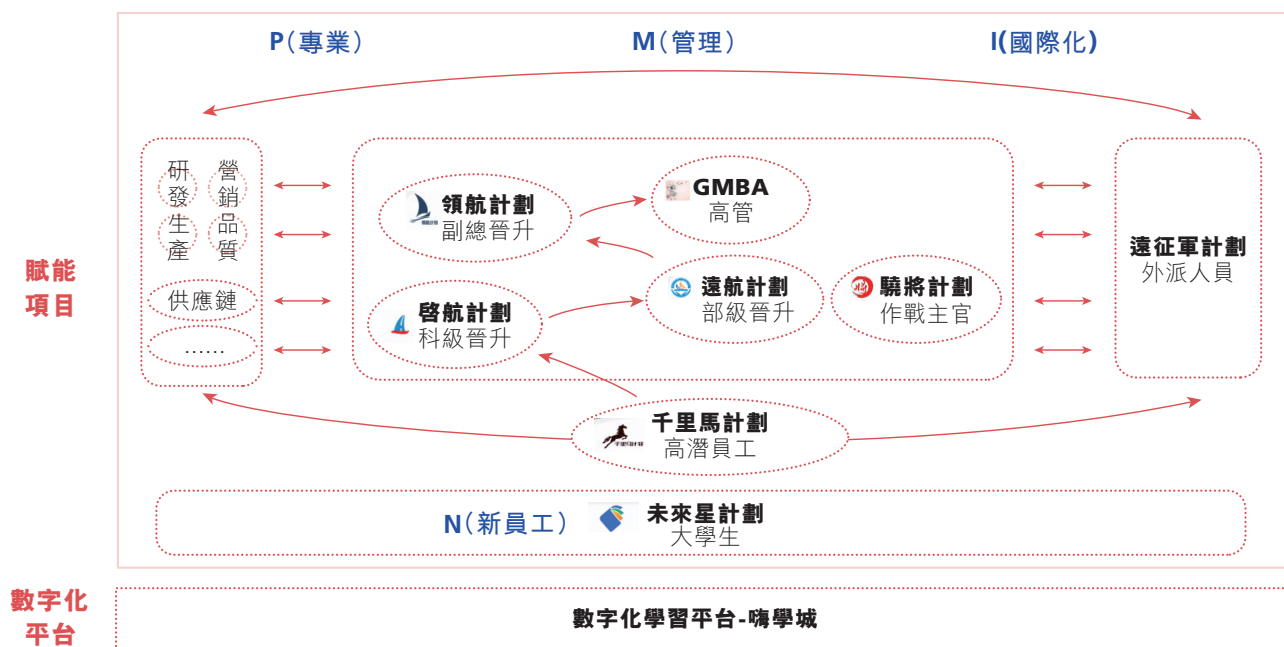 P(專業)
M(管理)
I(國際化)
賦能
項目
研發
營銷
生產
品質
供應鏈
......
領航計劃
副總晉升
GMBA
高管
啓航計劃
科級晉升
遠航計劃
部級晉升
驍將計劃
作戰主官
遠征軍計劃
外派人員
千里馬計劃
高潛員工
N(新員工)
未來星計劃
大學生
數字化
平台
數字化學習平台-嗨學城